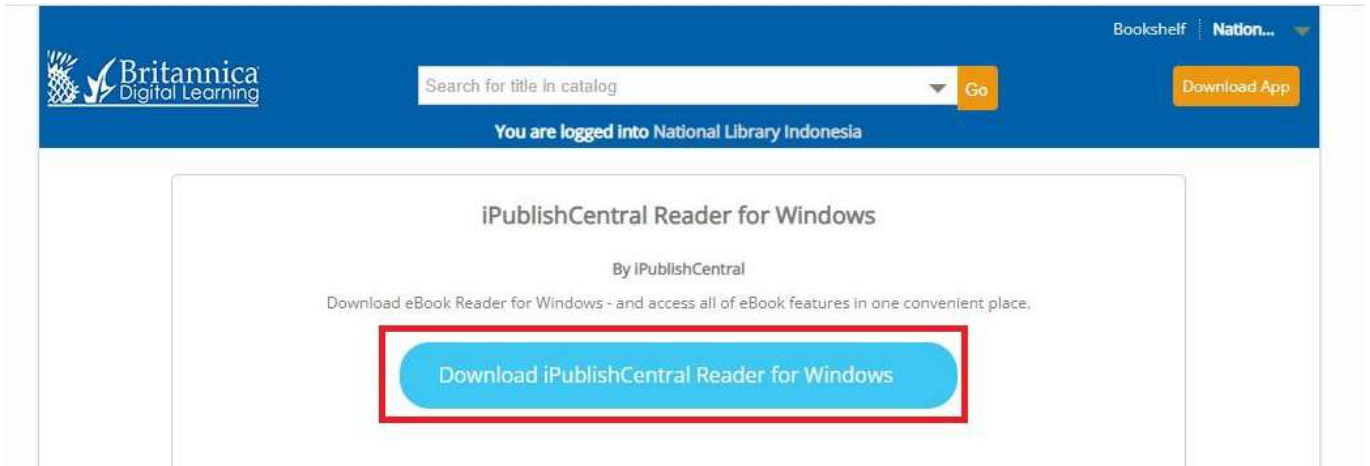 Bookshelf Nation...
Britannica
Digital Learning
Search for title in catalog Go
Download App
You are logged into National Library Indonesia
iPublishCentral Reader for Windows
By iPublishCentral
Download eBook Reader for Windows - and access all of eBook features in one convenient place.
Download iPublishCentral Reader for Windows